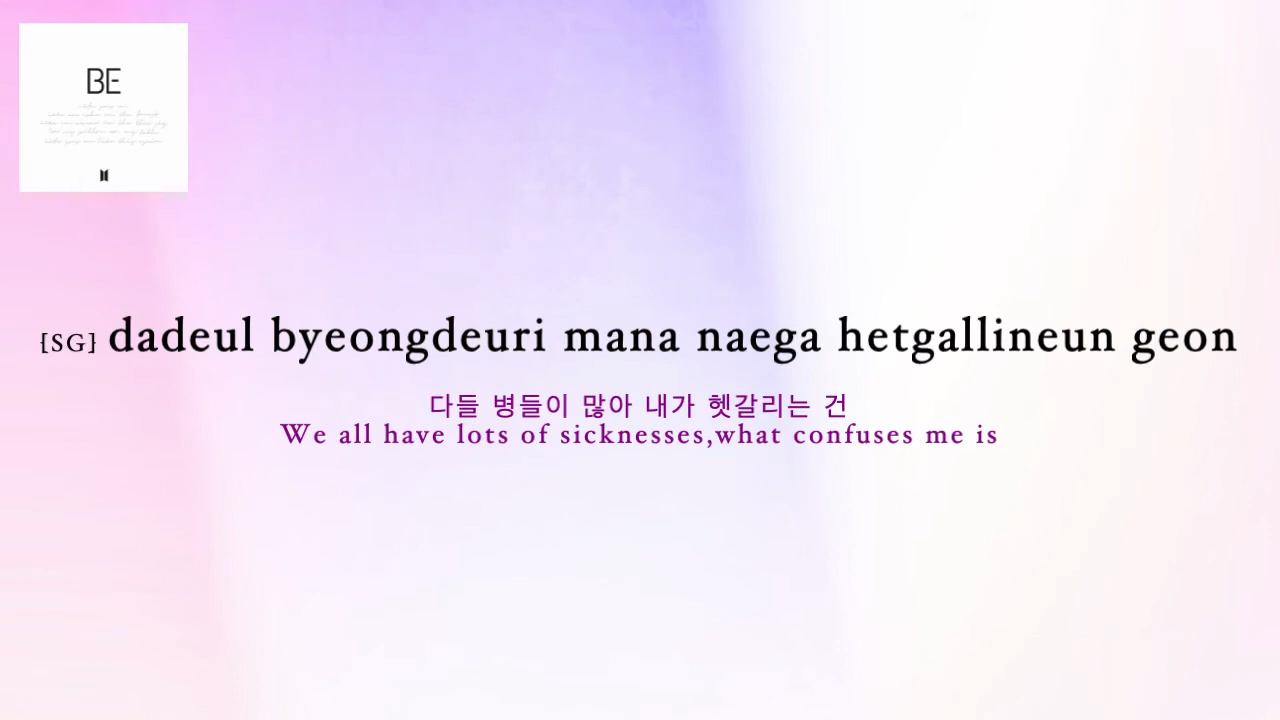 BE
[SG] dadeul byeongdeuri mana naega hetgallineun geon
다들 병들이 많아 내가 헷갈리는 건
We all have lots of sicknesses,what confuses me is